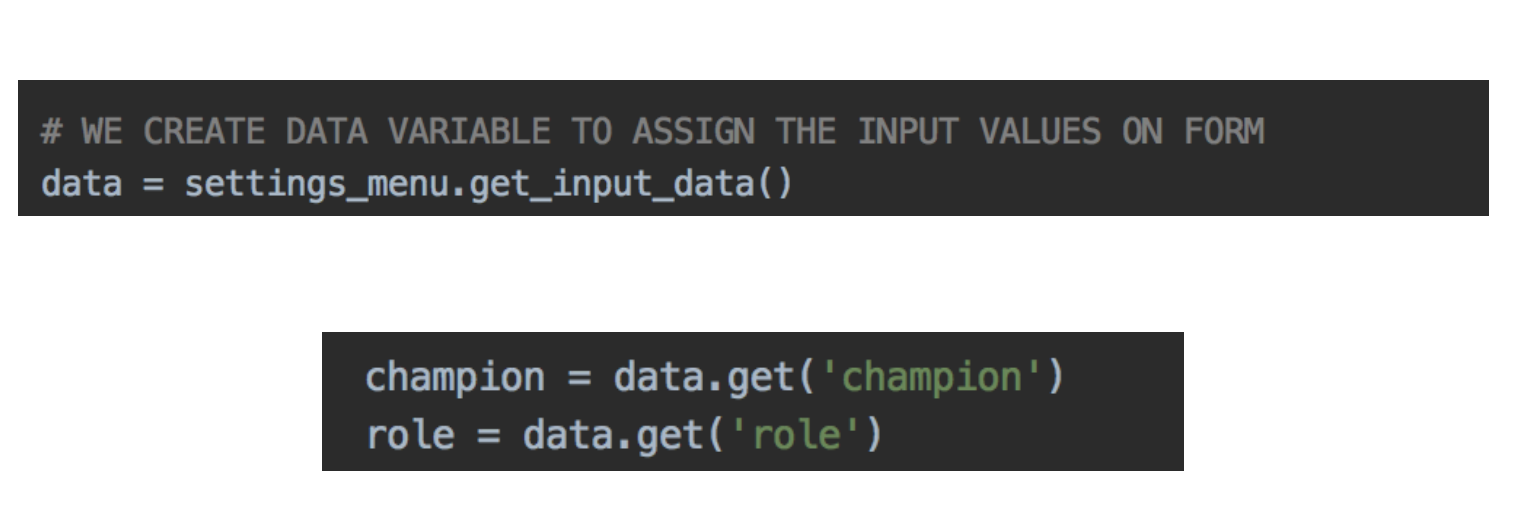 # WE CREATE DATA VARIABLE TO ASSIGN THE INPUT VALUES ON FORM
data = settings_menu.get_input_data()
champion = data.get('champion')
role = data.get('role')